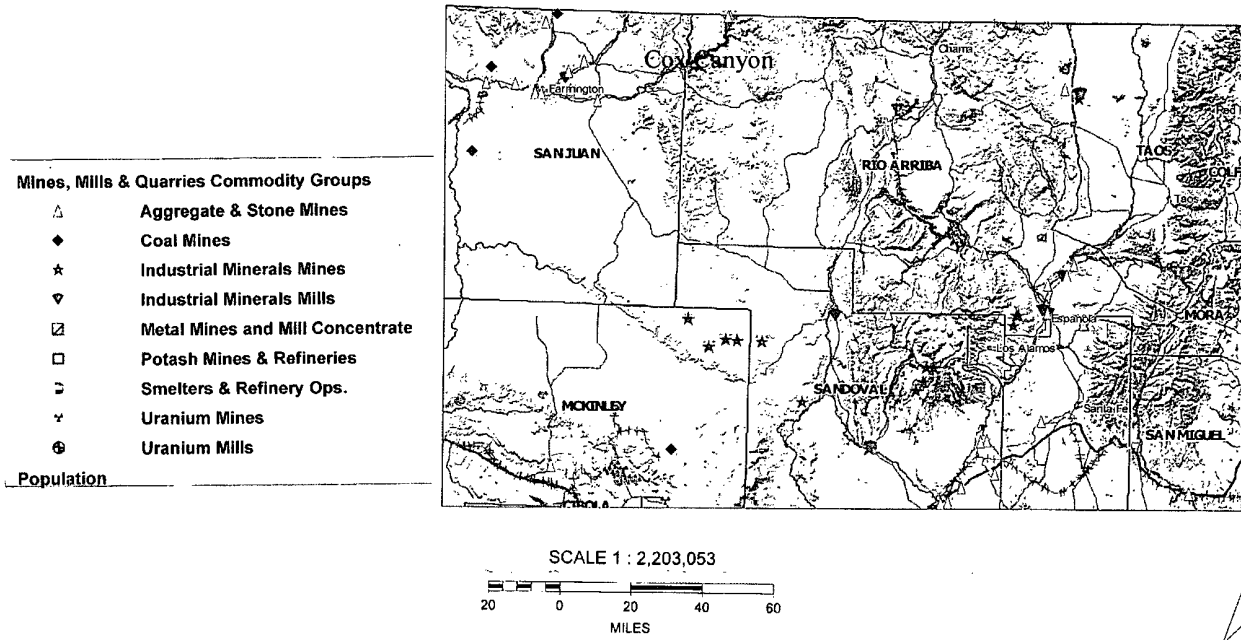 Mines, Mills & Quarries Commodity Groups
Aggregate & Stone Mines
Coal Mines
Industrial Minerals Mines
Industrial Minerals Mills
Metal Mines and Mill Concentrate
Potash Mines & Refineries
Smelters & Refinery Ops.
Uranium Mines
Uranium Mills
Population
Cox Canyon
Chama
Farmington
SAN JUAN
RIO ARRIBA
TAOS
Taos
MORA
Española
Los Alamos
SANDOVAL
MCKINLEY
Santa Fe
SAN MIGUEL
SCALE 1 : 2,203,053
20 0 20 40 60
MILES